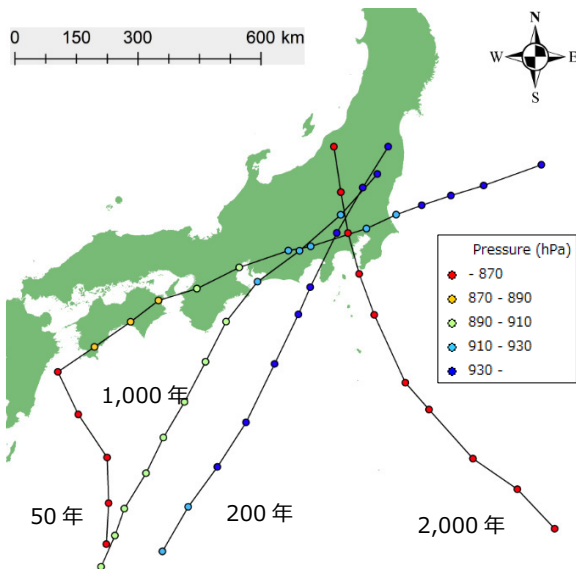 0 150 300 600 km
N
W E
S
Pressure (hPa)
- 870
870 - 890
890 - 910
910 - 930
930 -
1,000 年
50 年
200 年
2,000 年